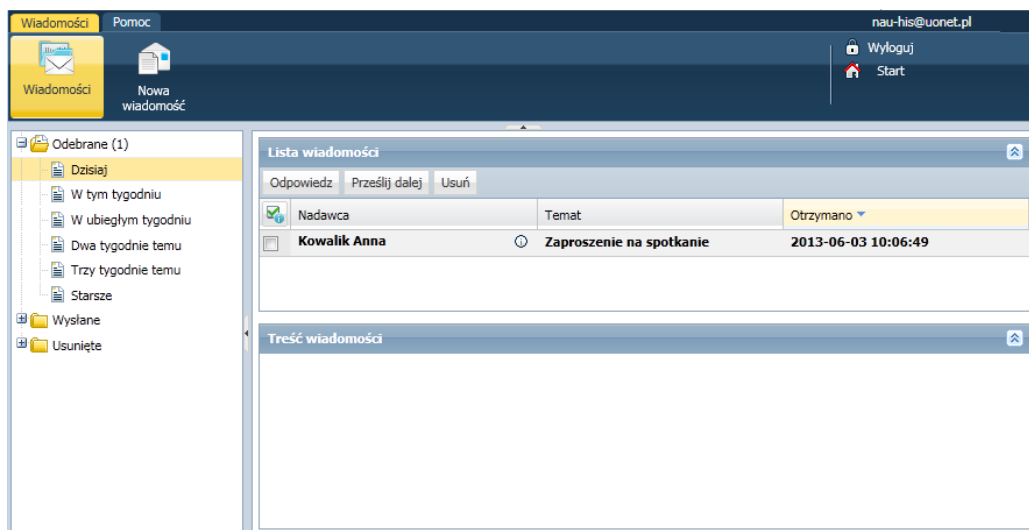 Wiadomości Pomoc nau-his@uonet.pl
Wyloguj
Start
Wiadomości
Nowa
wiadomość
Odebrane (1)
Dzisiaj
W tym tygodniu
W ubiegłym tygodniu
Dwa tygodnie temu
Trzy tygodnie temu
Starsze
Wysłane
Usunięte
Lista wiadomości
Odpowiedz Prześlij dalej Usuń
Nadawca Temat Otrzymano
Kowalik Anna Zaproszenie na spotkanie 2013-06-03 10:06:49
Treść wiadomości